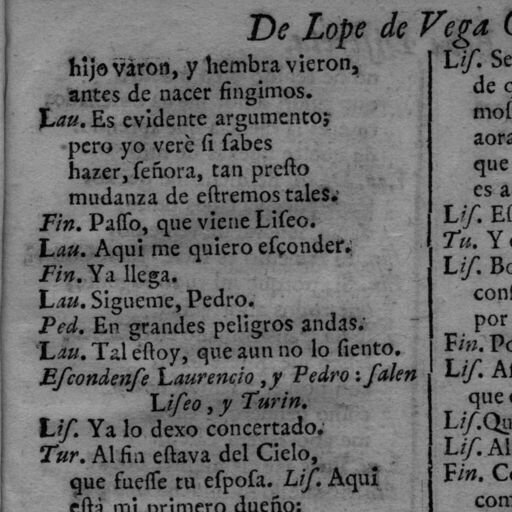 De Lope de Vega
hijo varon, y hembra vieron,
antes de nacer fingimos.
Lau. Es evidente argumento;
pero yo verè ſi ſabes
hazer, ſeñora, tan preſto
mudanza de eſtremos tales.
Fin. Paſſo, que viene Liſeo.
Lau. Aqui me quiero eſconder.
Fin. Ya llega.
Lau. Sigueme, Pedro.
Ped. En grandes peligros andas.
Lau. Tal eſtoy, que aun no lo ſiento.
Eſcondenſe Laurencio, y Pedro: ſalen
Liſeo, y Turin.
Liſ. Ya lo dexo concertado.
Tur. Al fin eſtava del Cielo,
que fueſſe tu eſpoſa. Liſ. Aqui
eſtà mi primero dueño:
Liſ. Se
de
moſ
aora
que
es a
Liſ. Eſ
Tu. Y
Liſ. Bo
conſ
por
Fin. Po
Liſ. Aſ
que
Liſ. Qu
Liſ. Al
Fin. Co
com